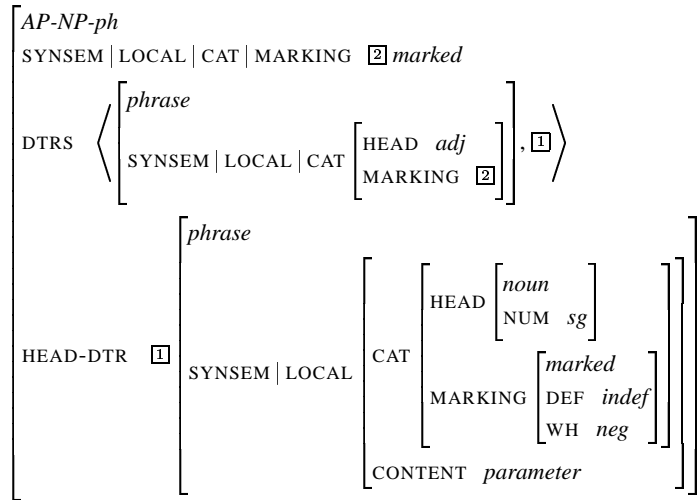 AP-NP-ph
SYNSEM | LOCAL | CAT | MARKING 2 marked
phrase
DTRS ⟨ SYNSEM | LOCAL | CAT HEAD adj , 1 ⟩
MARKING 2
phrase
noun
HEAD NUM sg
CAT
HEAD-DTR 1 SYNSEM | LOCAL
marked
MARKING DEF indef
WH neg
CONTENT parameter